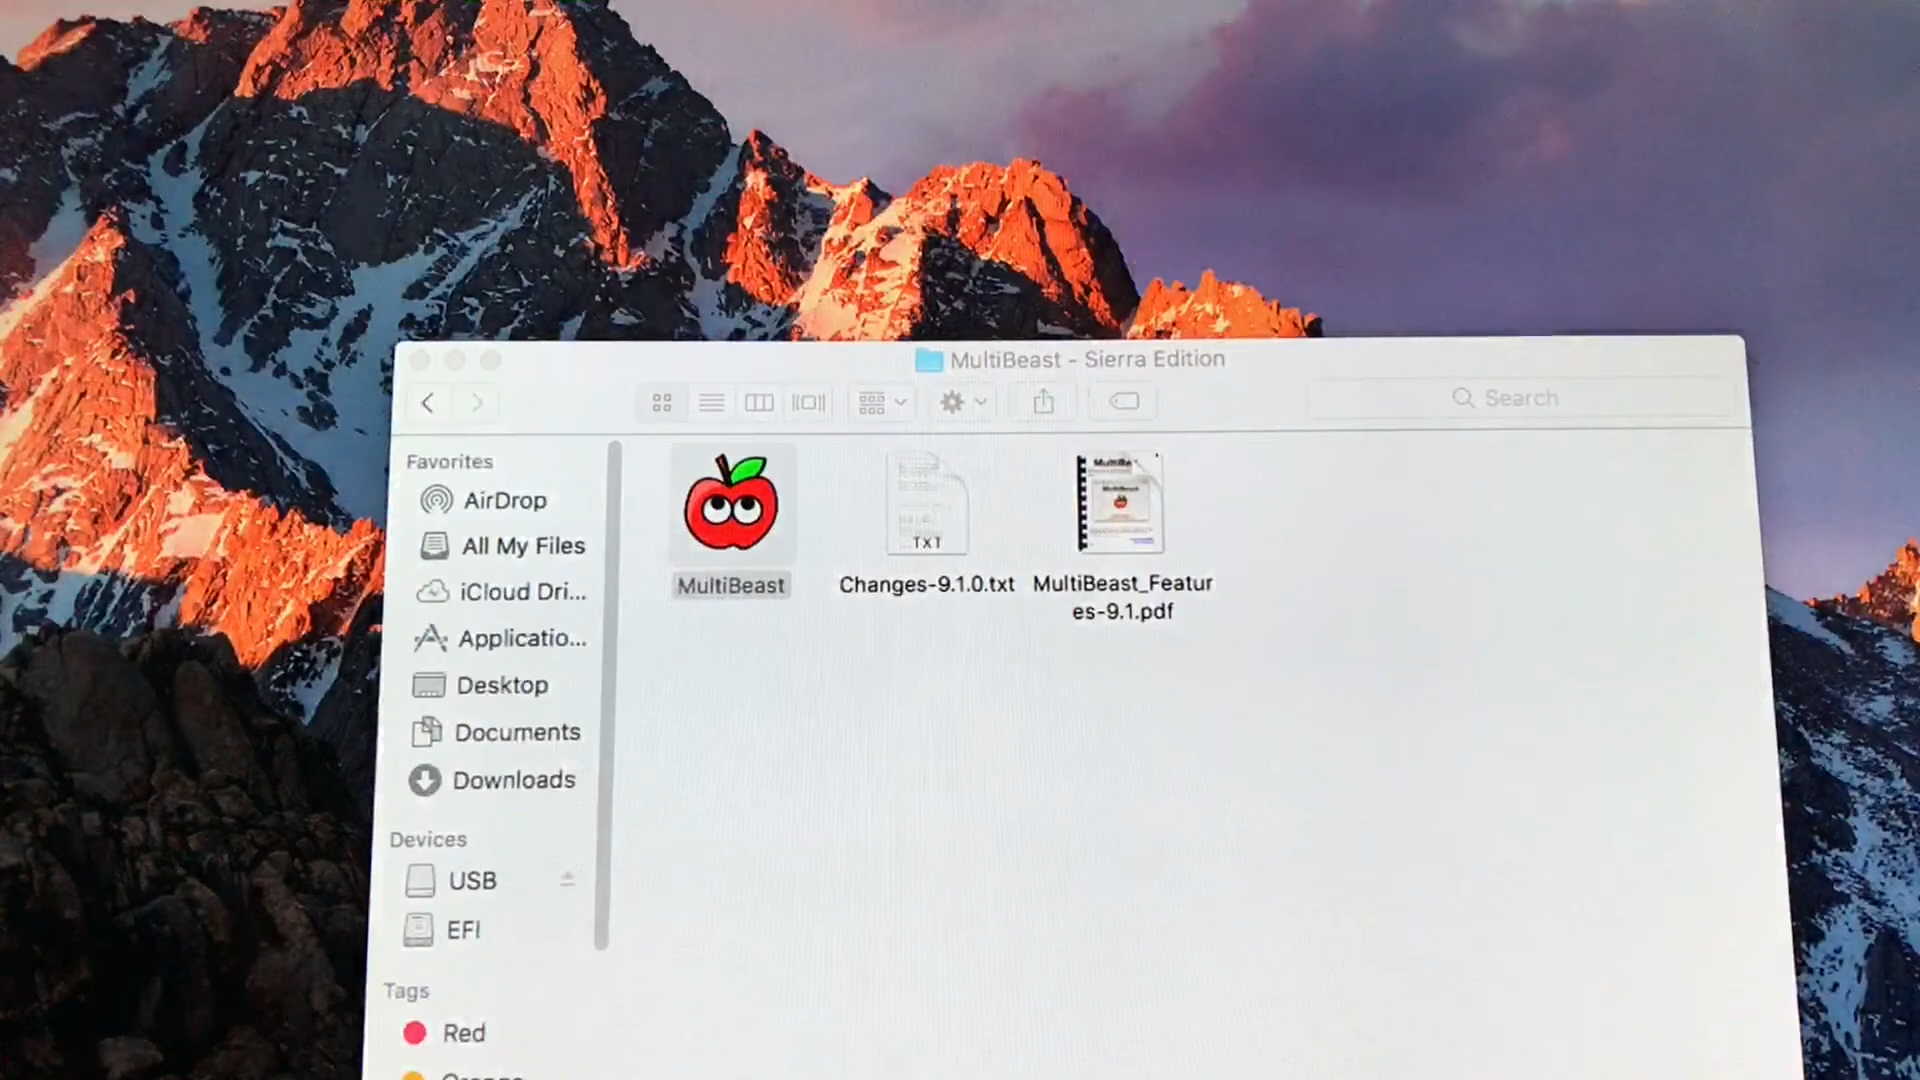 MultiBeast - Sierra Edition
Search
Favorites
AirDrop
All My Files
iCloud Dri...
Applicatio...
Desktop
Documents
Downloads
Devices
USB
EFI
Tags
Red
TXT
MultiBeast
Changes-9.1.0.txt
MultiBeast_Featur
es-9.1.pdf